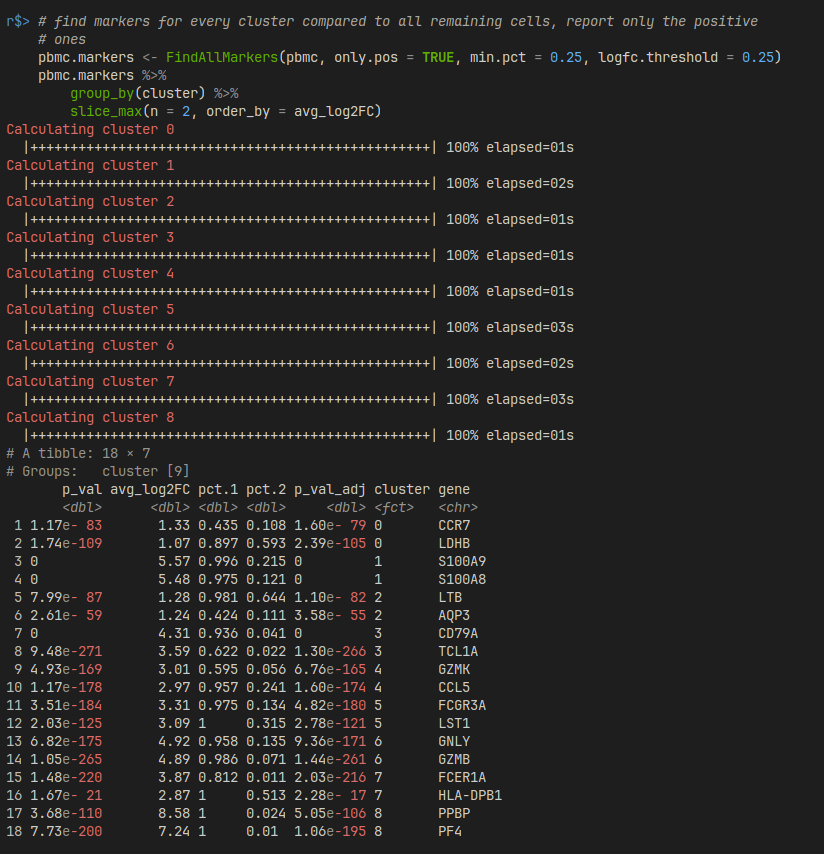 r$> # find markers for every cluster compared to all remaining cells, report only the positive
    # ones
    pbmc.markers <- FindAllMarkers(pbmc, only.pos = TRUE, min.pct = 0.25, logfc.threshold = 0.25)
    pbmc.markers %>%
        group_by(cluster) %>%
        slice_max(n = 2, order_by = avg_log2FC)
Calculating cluster 0
  |++++++++++++++++++++++++++++++++++++++++++++++++++| 100% elapsed=01s
Calculating cluster 1
  |++++++++++++++++++++++++++++++++++++++++++++++++++| 100% elapsed=02s
Calculating cluster 2
  |++++++++++++++++++++++++++++++++++++++++++++++++++| 100% elapsed=01s
Calculating cluster 3
  |++++++++++++++++++++++++++++++++++++++++++++++++++| 100% elapsed=01s
Calculating cluster 4
  |++++++++++++++++++++++++++++++++++++++++++++++++++| 100% elapsed=01s
Calculating cluster 5
  |++++++++++++++++++++++++++++++++++++++++++++++++++| 100% elapsed=03s
Calculating cluster 6
  |++++++++++++++++++++++++++++++++++++++++++++++++++| 100% elapsed=02s
Calculating cluster 7
  |++++++++++++++++++++++++++++++++++++++++++++++++++| 100% elapsed=03s
Calculating cluster 8
  |++++++++++++++++++++++++++++++++++++++++++++++++++| 100% elapsed=01s
# A tibble: 18 × 7
# Groups:   cluster [9]
       p_val avg_log2FC pct.1 pct.2 p_val_adj cluster gene
       <dbl>      <dbl> <dbl> <dbl>     <dbl> <fct>   <chr>
 1 1.17e- 83       1.33 0.435 0.108 1.60e- 79 0       CCR7
 2 1.74e-109       1.07 0.897 0.593 2.39e-105 0       LDHB
 3 0               5.57 0.996 0.215 0         1       S100A9
 4 0               5.48 0.975 0.121 0         1       S100A8
 5 7.99e- 87       1.28 0.981 0.644 1.10e- 82 2       LTB
 6 2.61e- 59       1.24 0.424 0.111 3.58e- 55 2       AQP3
 7 0               4.31 0.936 0.041 0         3       CD79A
 8 9.48e-271       3.59 0.622 0.022 1.30e-266 3       TCL1A
 9 4.93e-169       3.01 0.595 0.056 6.76e-165 4       GZMK
10 1.17e-178       2.97 0.957 0.241 1.60e-174 4       CCL5
11 3.51e-184       3.31 0.975 0.134 4.82e-180 5       FCGR3A
12 2.03e-125       3.09 1     0.315 2.78e-121 5       LST1
13 6.82e-175       4.92 0.958 0.135 9.36e-171 6       GNLY
14 1.05e-265       4.89 0.986 0.071 1.44e-261 6       GZMB
15 1.48e-220       3.87 0.812 0.011 2.03e-216 7       FCER1A
16 1.67e- 21       2.87 1     0.513 2.28e- 17 7       HLA-DPB1
17 3.68e-110       8.58 1     0.024 5.05e-106 8       PPBP
18 7.73e-200       7.24 1     0.01  1.06e-195 8       PF4